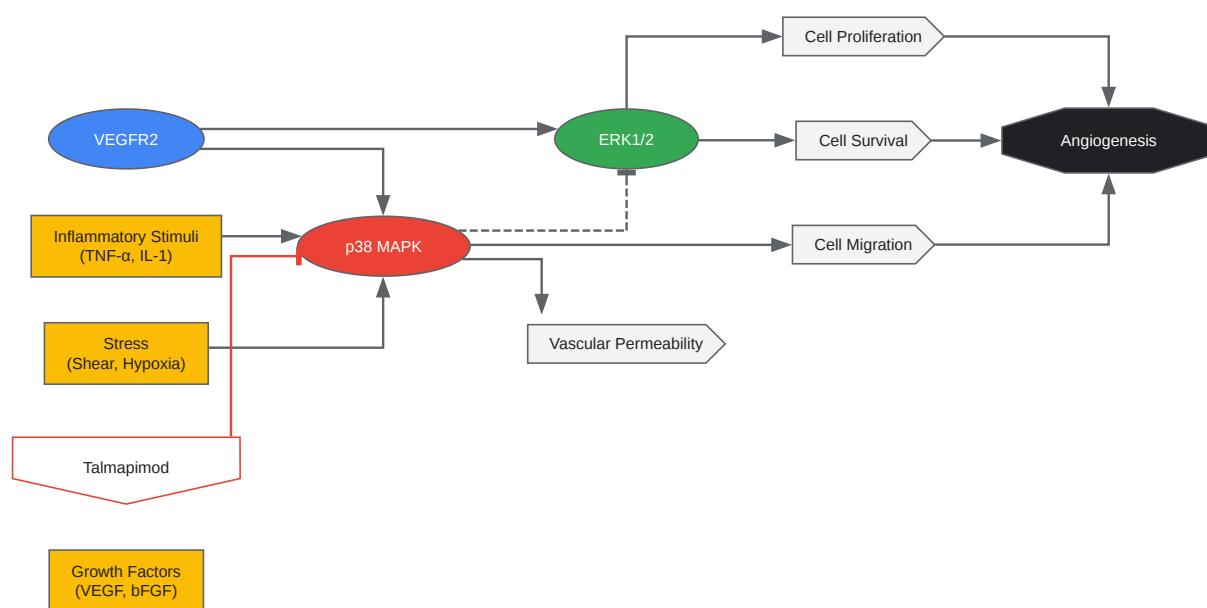 Cell Proliferation
VEGFR2
ERK1/2
Cell Survival
Angiogenesis
Inflammatory Stimuli
(TNF-α, IL-1)
p38 MAPK
Cell Migration
Stress
(Shear, Hypoxia)
Vascular Permeability
Talmapimod
Growth Factors
(VEGF, bFGF)